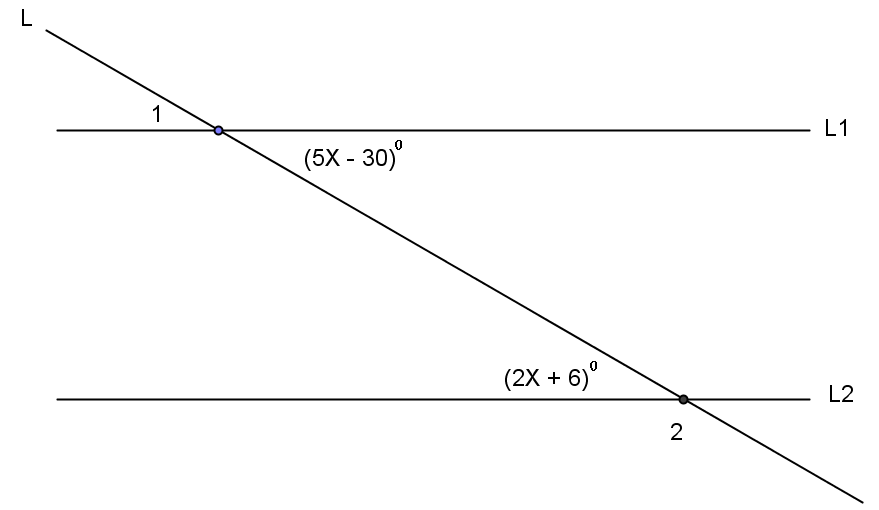 L
1
L1
(5X - 30)⁰
(2X + 6)⁰
L2
2